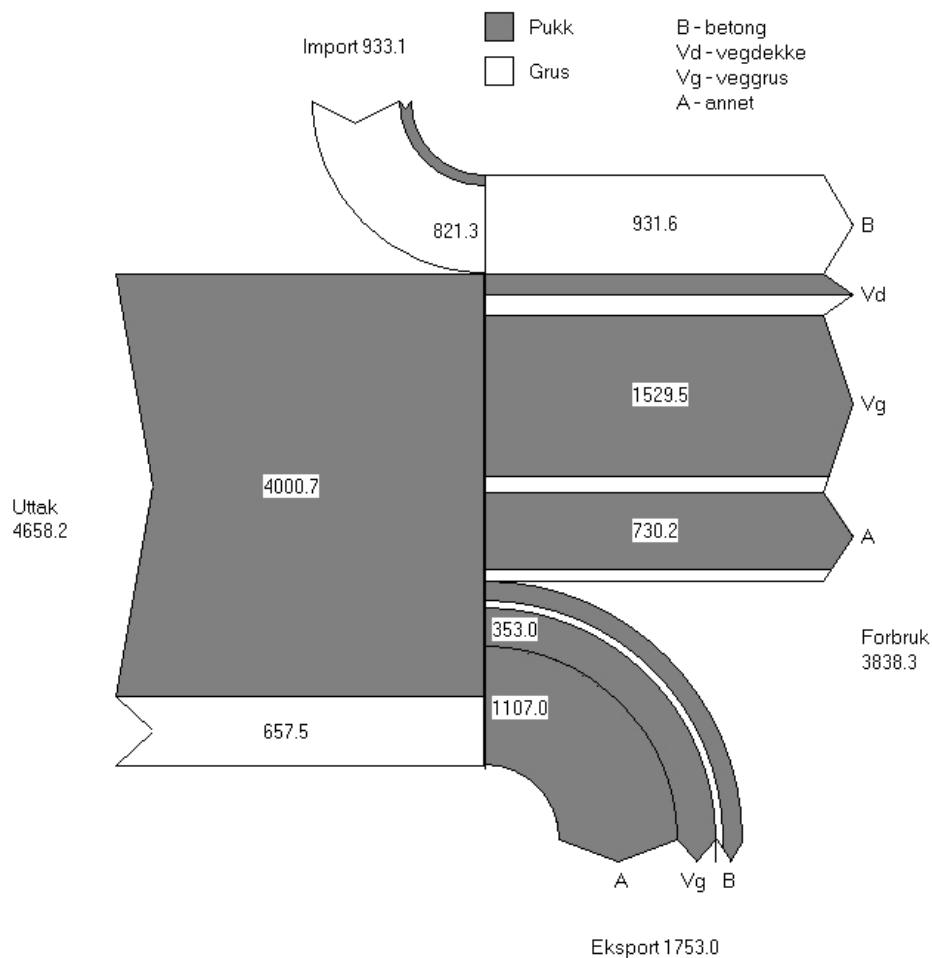 Import 933.1
Pukk
Grus
B - betong
Vd - vegdekke
Vg - veggrus
A - annet
821.3
931.6
B
Vd
1529.5
Vg
4000.7
Uttak
4658.2
730.2
A
353.0
Forbruk
3838.3
1107.0
657.5
A
Vg
B
Eksport 1753.0